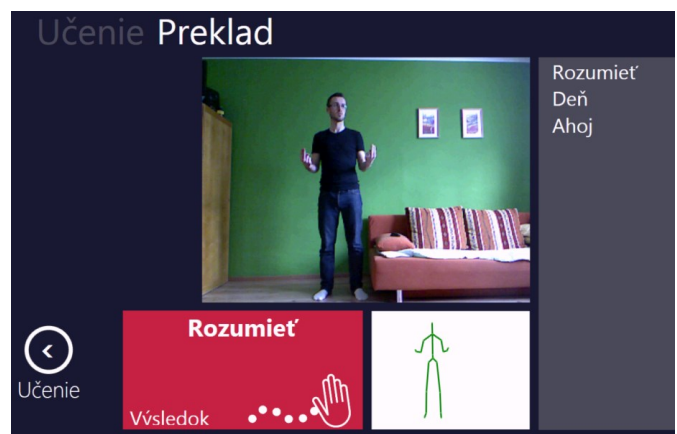 Učenie Preklad
Rozumieť
Deň
Ahoj
Rozumieť
Výsledok
Učenie